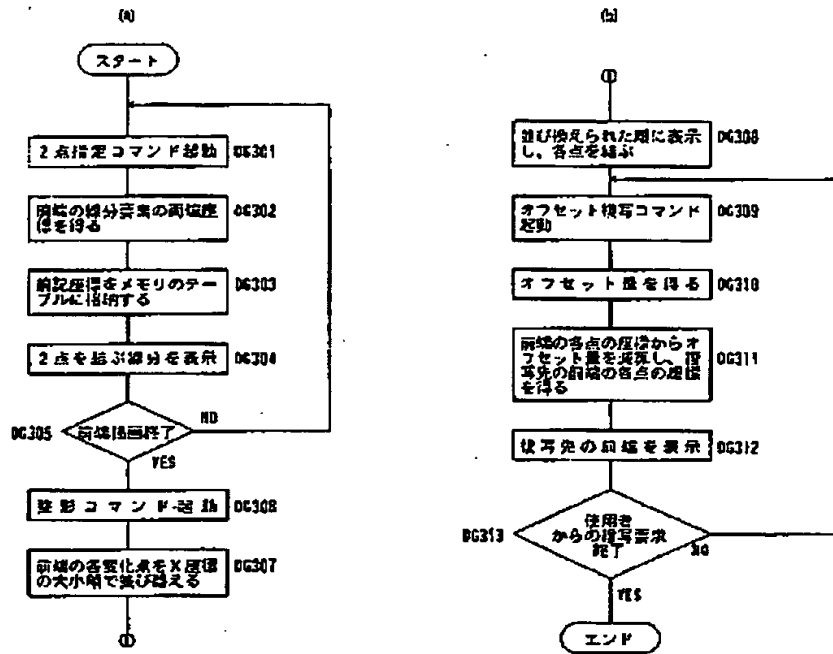 (a)
スタート
2点指定コマンド起動 DG301
前端の線分要素の両端座 DG302
標を得る
前記座標をメモリのテー DG303
ブルに格納する
2点を結ぶ線分を表示 DG304
DG305 前端描画終了 NO
YES
整形コマンド起動 DG306
前端の各変化点をX座標 DG307
の大小順で並び替える
①
(b)
①
並び換えられた順に表示 DG308
し、各点を結ぶ
オフセット複写コマンド DG309
起動
オフセット量を得る DG310
前端の各点の座標からオ
フセット量を減算し、複 DG311
写先の前端の各点の座標
を得る
複写先の前端を表示 DG312
使用者
DG313 からの複写要求
終了 NO
YES
エンド